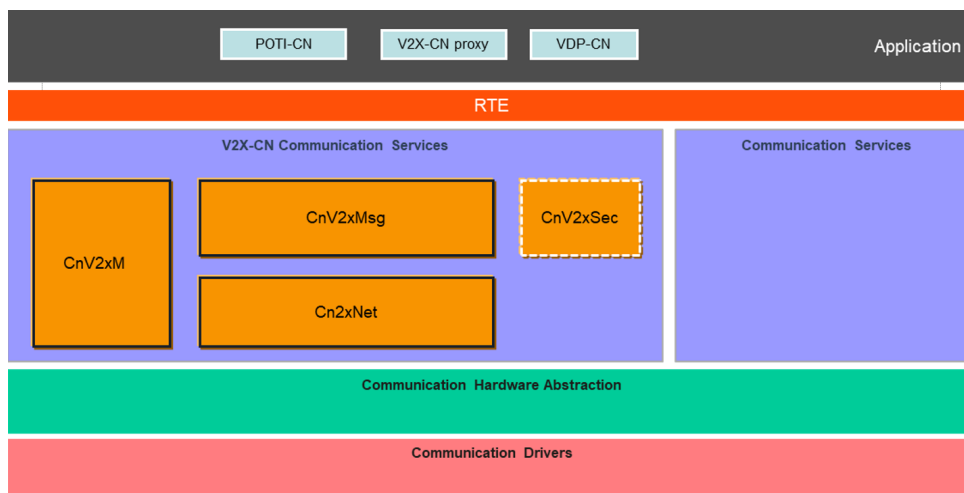 POTI-CN
V2X-CN proxy
VDP-CN
Application
RTE
V2X-CN Communication Services
Communication Services
CnV2xM
CnV2xMsg
CnV2xSec
Cn2xNet
Communication Hardware Abstraction
Communication Drivers